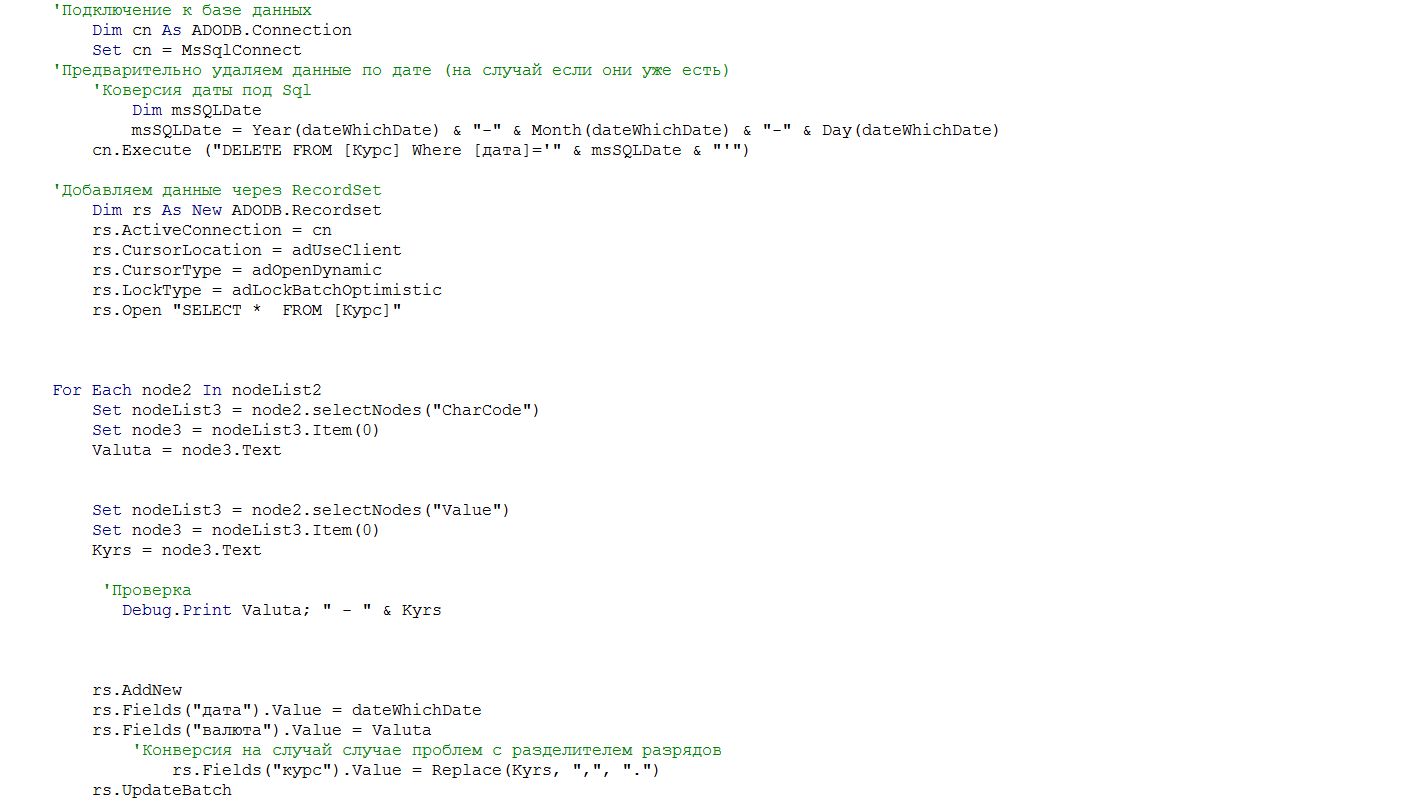 'Подключение к базе данных
Dim cn As ADODB.Connection
Set cn = MsSqlConnect
'Предварительно удаляем данные по дате (на случай если они уже есть)
'Коверсия даты под Sql
Dim msSQLDate
msSQLDate = Year(dateWhichDate) & "-" & Month(dateWhichDate) & "-" & Day(dateWhichDate)
cn.Execute ("DELETE FROM [Курс] Where [дата]='" & msSQLDate & "'")
'Добавляем данные через RecordSet
Dim rs As New ADODB.Recordset
rs.ActiveConnection = cn
rs.CursorLocation = adUseClient
rs.CursorType = adOpenDynamic
rs.LockType = adLockBatchOptimistic
rs.Open "SELECT *  FROM [Курс]"
For Each node2 In nodeList2
Set nodeList3 = node2.selectNodes("CharCode")
Set node3 = nodeList3.Item(0)
Valuta = node3.Text
Set nodeList3 = node2.selectNodes("Value")
Set node3 = nodeList3.Item(0)
Kyrs = node3.Text
'Проверка
Debug.Print Valuta; " - " & Kyrs
rs.AddNew
rs.Fields("дата").Value = dateWhichDate
rs.Fields("валюта").Value = Valuta
'Конверсия на случай случае проблем с разделителем разрядов
rs.Fields("курс").Value = Replace(Kyrs, ",", ".")
rs.UpdateBatch